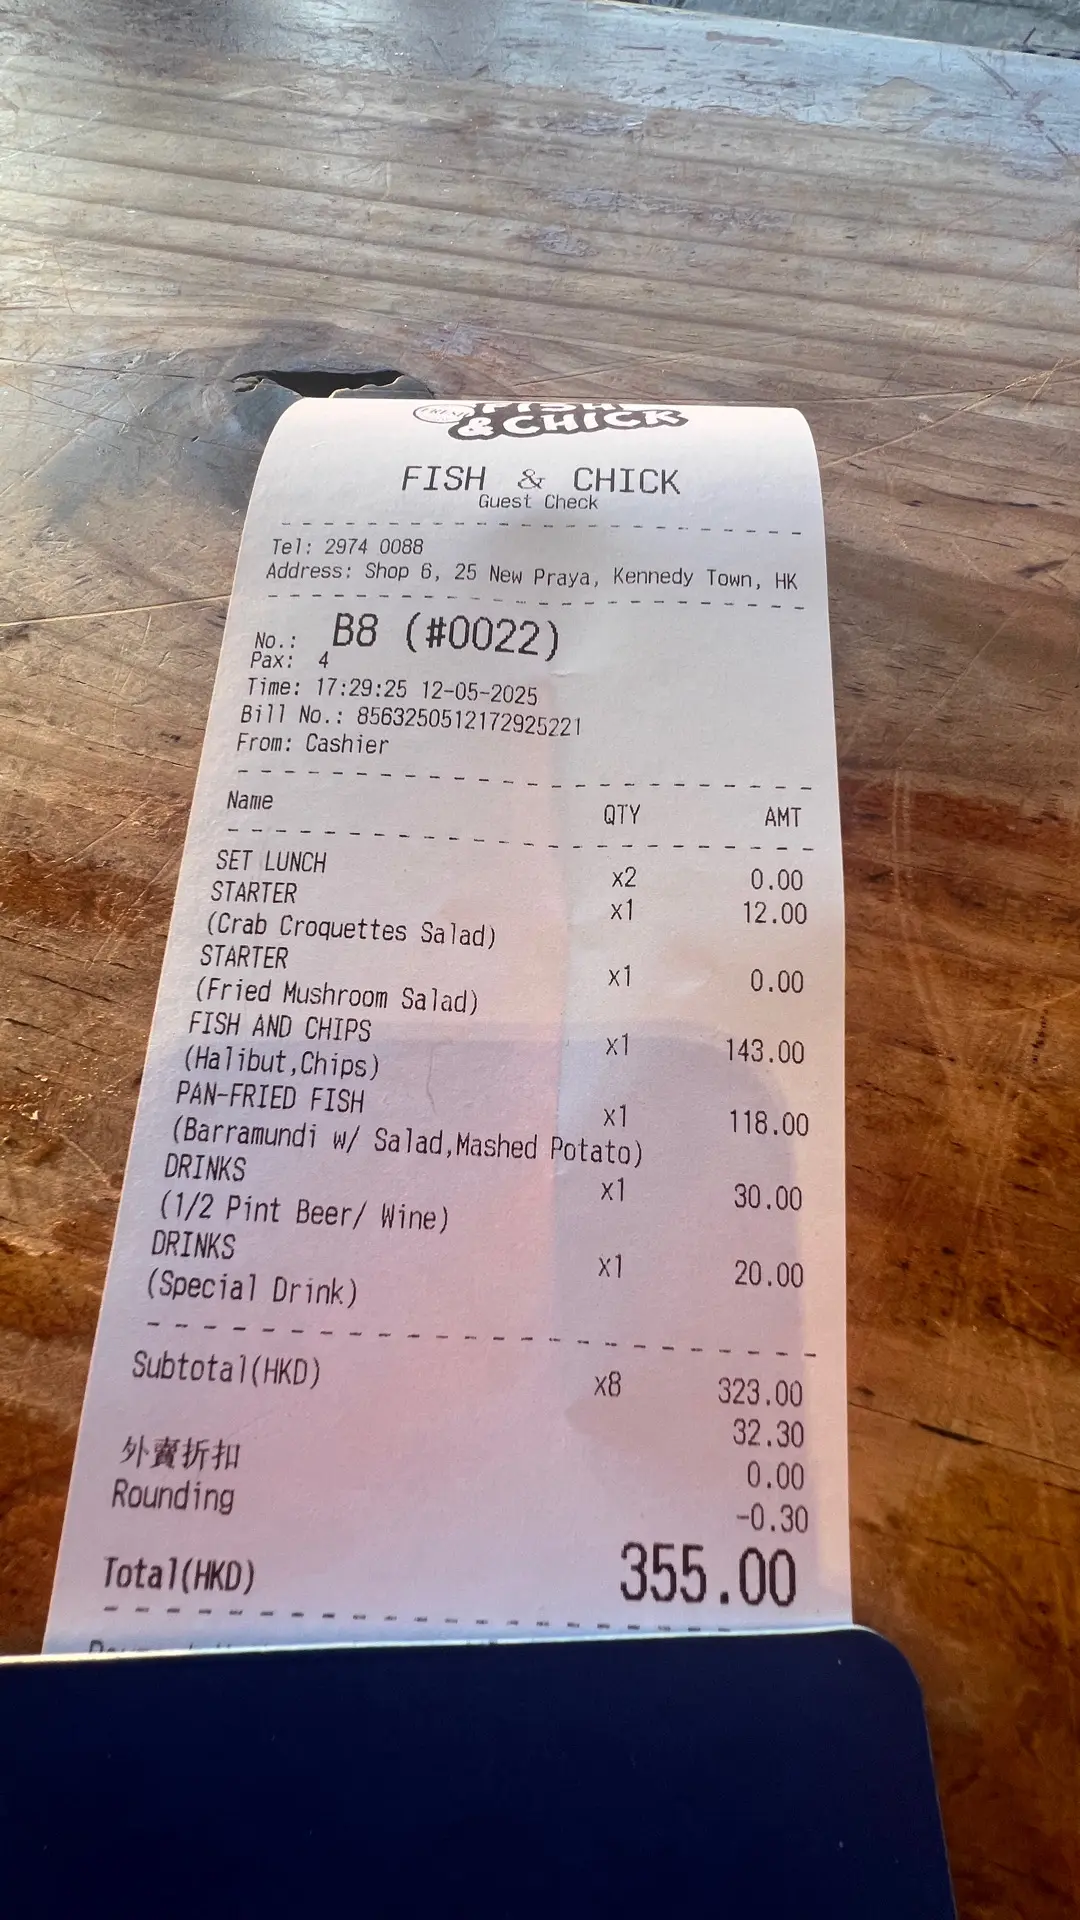 FRESH
FISH
& CHICK
FISH & CHICK
Guest Check
Tel: 2974 0088
Address: Shop 6, 25 New Praya, Kennedy Town, HK
No.: B8 (#0022)
Pax: 4
Time: 17:29:25 12-05-2025
Bill No.: 8563250512172925221
From: Cashier
Name QTY AMT
SET LUNCH x2 0.00
STARTER x1 12.00
(Crab Croquettes Salad)
STARTER x1 0.00
(Fried Mushroom Salad)
FISH AND CHIPS x1 143.00
(Halibut,Chips)
PAN-FRIED FISH x1 118.00
(Barramundi w/ Salad,Mashed Potato)
DRINKS x1 30.00
(1/2 Pint Beer/ Wine)
DRINKS x1 20.00
(Special Drink)
Subtotal(HKD) x8 323.00
32.30
外賣折扣 0.00
Rounding -0.30
Total(HKD) 355.00